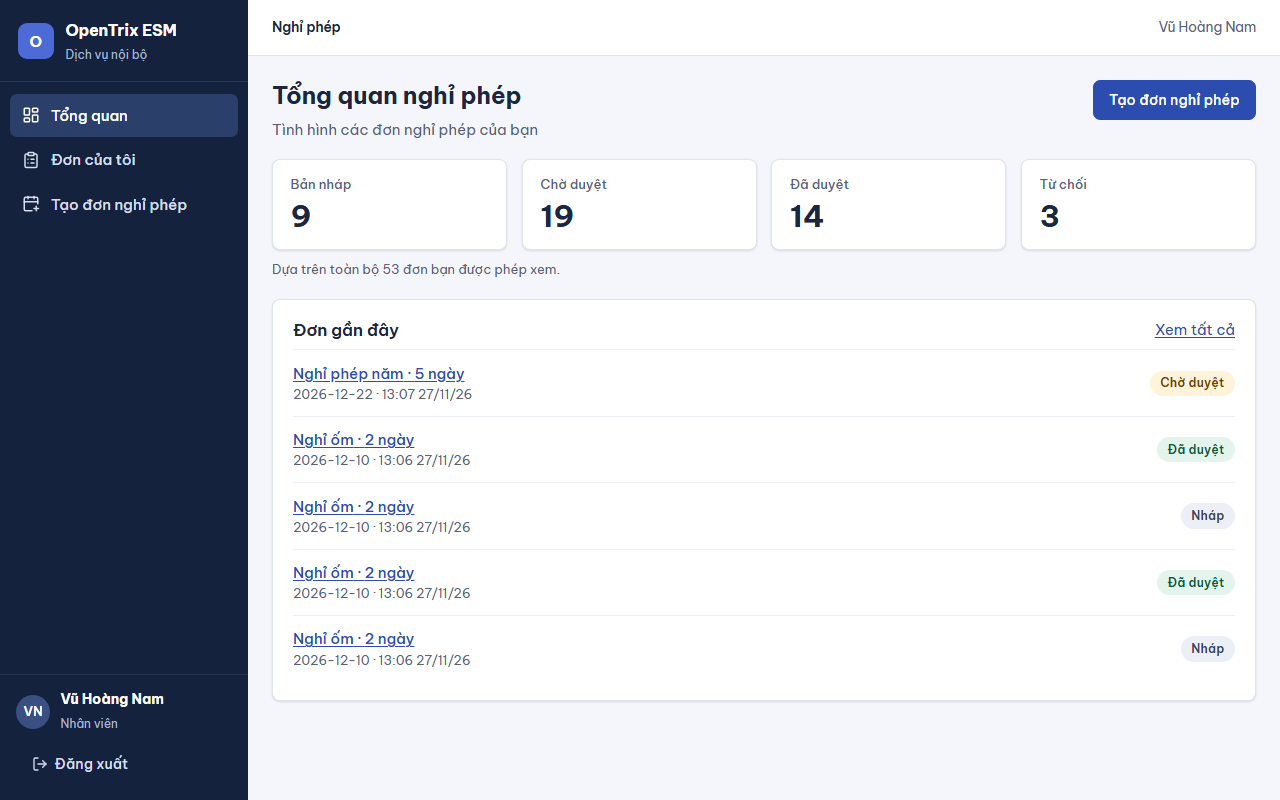 O
OpenTrix ESM
Dịch vụ nội bộ
Tổng quan
Đơn của tôi
Tạo đơn nghỉ phép
Vũ Hoàng Nam
VN
Nhân viên
Đăng xuất
Nghỉ phép
Vũ Hoàng Nam
Tổng quan nghỉ phép
Tình hình các đơn nghỉ phép của bạn
Tạo đơn nghỉ phép
Bản nháp
9
Chờ duyệt
19
Đã duyệt
14
Từ chối
3
Dựa trên toàn bộ 53 đơn bạn được phép xem.
Đơn gần đây
Xem tất cả
Nghỉ phép năm · 5 ngày
2026-12-22 · 13:07 27/11/26
Chờ duyệt
Nghỉ ốm · 2 ngày
2026-12-10 · 13:06 27/11/26
Đã duyệt
Nghỉ ốm · 2 ngày
2026-12-10 · 13:06 27/11/26
Nháp
Nghỉ ốm · 2 ngày
2026-12-10 · 13:06 27/11/26
Đã duyệt
Nghỉ ốm · 2 ngày
2026-12-10 · 13:06 27/11/26
Nháp